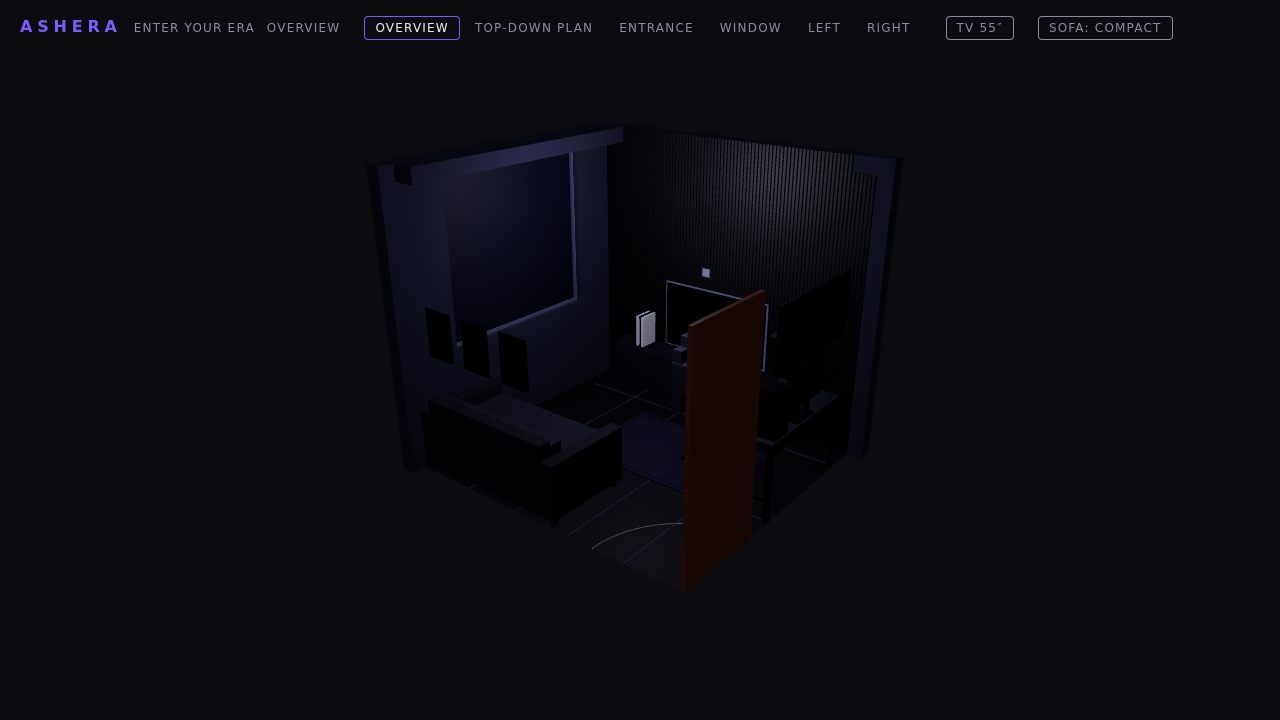 ASHERA ENTER YOUR ERA OVERVIEW OVERVIEW TOP-DOWN PLAN ENTRANCE WINDOW LEFT RIGHT TV 55″ SOFA: COMPACT